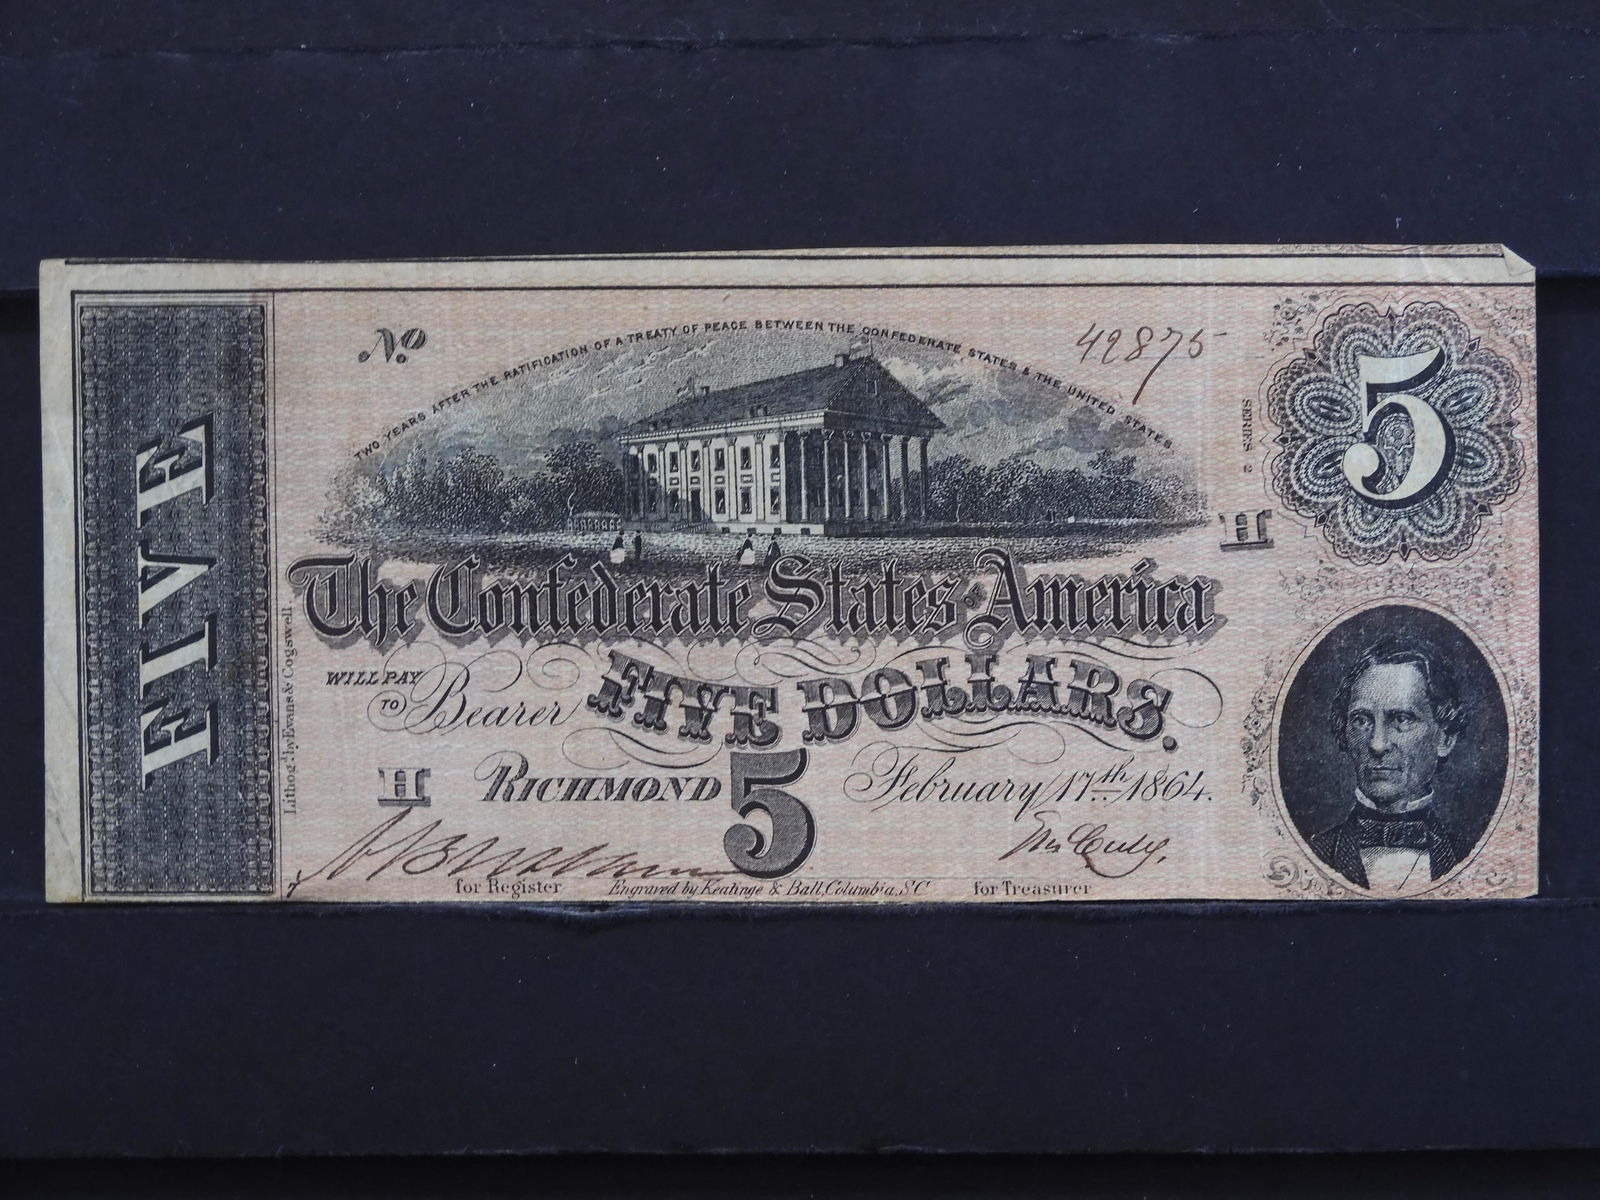 No
TWO YEARS AFTER THE RATIFICATION OF A TREATY OF PEACE BETWEEN THE CONFEDERATE STATES & THE UNITED STATES
49875
5
SERIES 2
H
FIVE
The Confederate States OF America
WILL PAY
TO Bearer FIVE DOLLARS.
H RICHMOND 5 February 17th 1864.
Lithog'd by Evans & Cogswell
for Register
Engraved by Keatinge & Ball, Columbia, S.C
for Treasurer